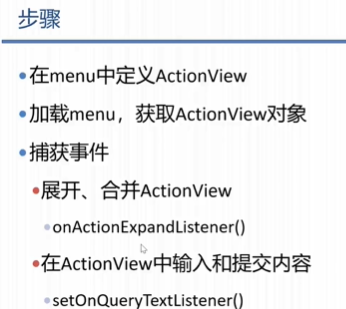 步骤
在menu中定义ActionView
加载menu，获取ActionView对象
捕获事件
展开、合并ActionView
onActionExpandListener()
在ActionView中输入和提交内容
setOnQueryTextListener()